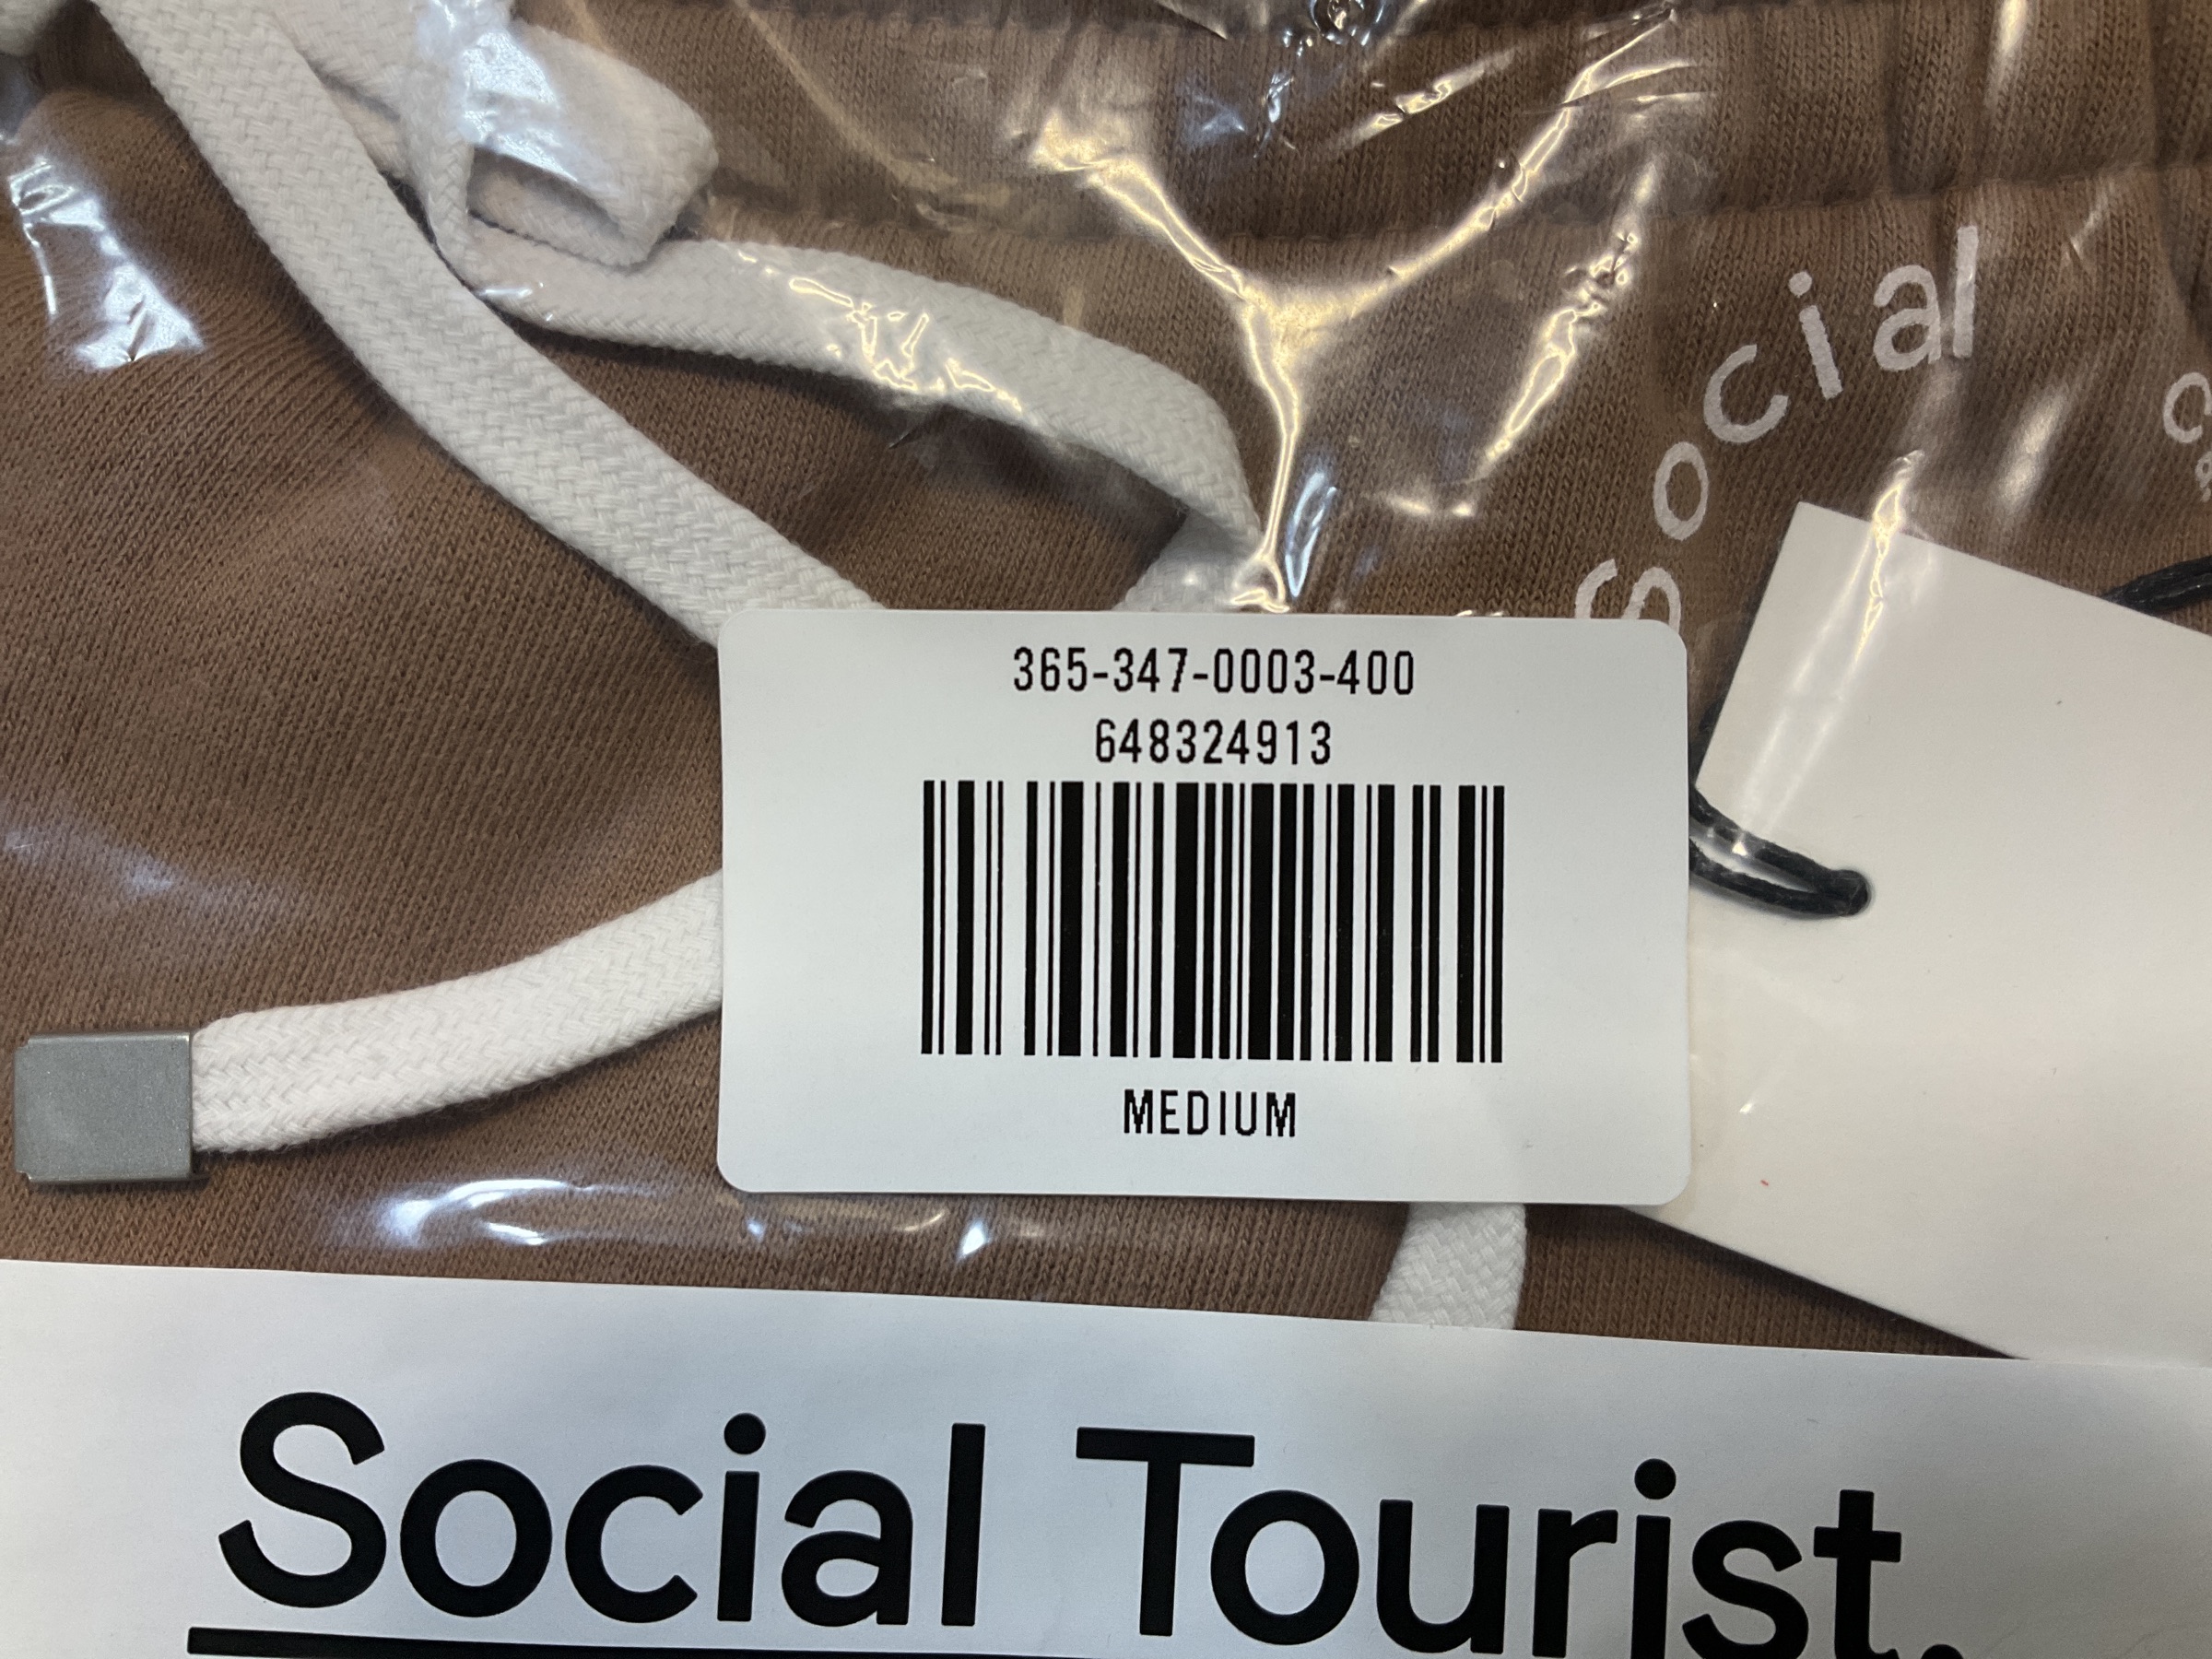 Social
365-347-0003-400
648324913
MEDIUM
Social Tourist.